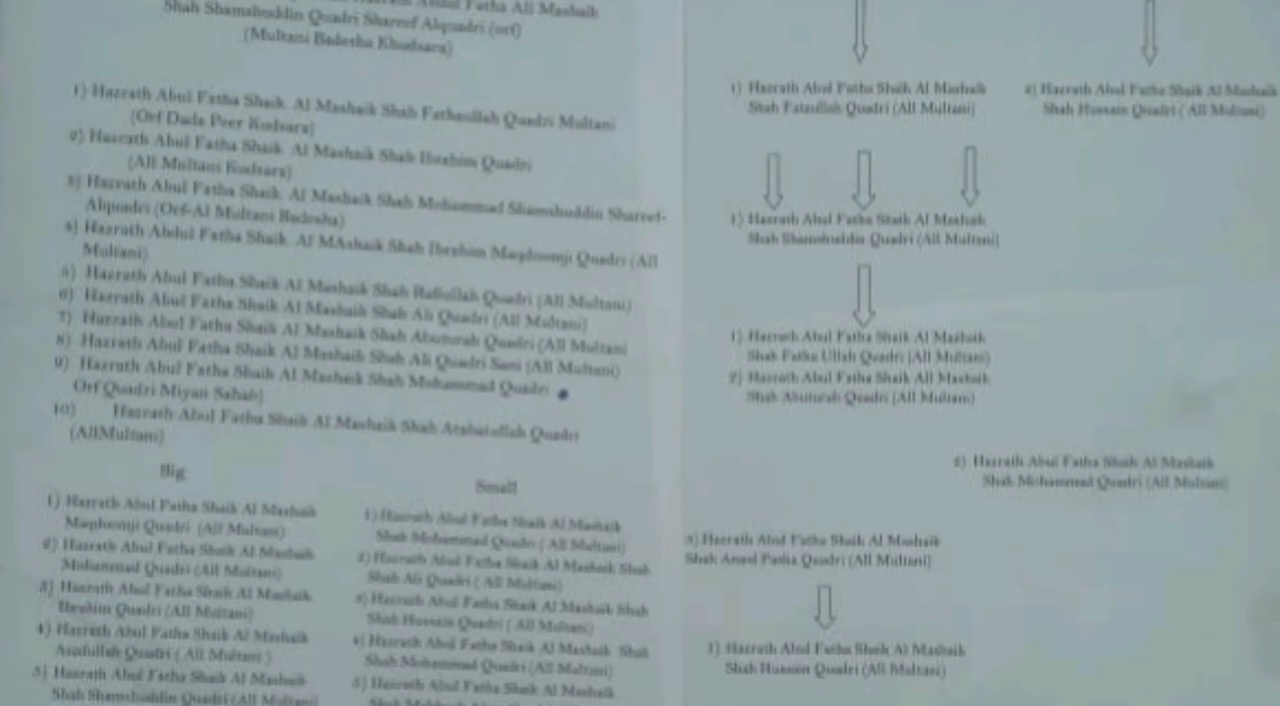 Shah Shamshuddin Quadri Shareef Alquadri (orf)
(Multani Badesha Khudsara)
1) Hazrath Abul Fatha Shaik Al Mashaik Shah Fathaullah Quadri Multani
(Orf Dada Peer Kudsara)
2) Hazrath Abul Fatha Shaik Al Mashaik Shah Ibrahim Quadri
(All Multani Kudsara)
3) Hazrath Abul Fatha Shaik Al Mashaik Shah Mohammad Shamshuddin Shareef-
Alquadri (Orf-Al Multani Badesha)
4) Hazrath Abdul Fatha Shaik Al MAshaik Shah Ibrahim Maqdoomji Quadri (All
Multani)
5) Hazrath Abul Fatha Shaik Al Mashaik Shah Rafiullah Quadri (All Multani)
6) Hazrath Abul Fatha Shaik Al Mashaik Shah Ali Quadri (All Multani)
7) Hazrath Abul Fatha Shaik Al Mashaik Shah Abuturab Quadri (All Multani
8) Hazrath Abul Fatha Shaik Al Mashaik Shah Ali Quadri Sani (All Multani)
9) Hazrath Abul Fatha Shaik Al Mashaik Shah Mohammad Quadri
Orf Quadri Miyan Sahab)
10) Hazrath Abul Fatha Shaik Al Mashaik Shah Quadri
(AllMultani)
Big
1) Hazrath Abul Fatha Shaik Al Mashaik
Maqdoomji Quadri (All Multani)
2) Hazrath Abul Fatha Shaik Al Mashaik
Mohammad Quadri (All Multani)
3) Hazrath Abul Fatha Shaik Al Mashaik
Ibrahim Quadri (All Multani)
4) Hazrath Abul Fatha Shaik Al Mashaik
Asadullah Quadri ( All Multani )
5) Hazrath Abul Fatha Shaik Al Mashaik
Shah Shamshuddin Quadri (All Multani)
Small
1) Hazrath Abul Fatha Shaik Al Mashaik
Shah Mohammad Quadri ( All Multani)
2) Hazrath Abul Fatha Shaik Al Mashaik Shah
Shah Ali Quadri ( All Multani)
3) Hazrath Abul Fatha Shaik Al Mashaik Shah
Shah Hussain Quadri ( All Multani)
4) Hazrath Abul Fatha Shaik Al Mashaik Shah
Shah Mohammad Quadri (All Multani)
5) Hazrath Abul Fatha Shaik Al Mashaik
1) Hazrath Abul Fatha Shaik Al Mashaik
Shah Fataullah Quadri (All Multani)
2) Hazrath Abul Fatha Shaik Al Mashaik
Shah Hussain Quadri ( All Multani)
1) Hazrath Abul Fatha Shaik Al Mashaik
Shah Shamshuddin Quadri (All Multani)
1) Hazrath Abul Fatha Shaik Al Mashaik
Shah Fatha Ullah Quadri (All Multani)
2) Hazrath Abul Fatha Shaik All Mashaik
Shah Abuturab Quadri (All Multani)
2) Hazrath Abul Fatha Shaik Al Mashaik
Shah Mohammad Quadri (All Multani)
3) Hazrath Abul Fatha Shaik Al Mashaik
Shah Pasha Quadri (All Multani)
1) Hazrath Abul Fatha Shaik Al Mashaik
Shah Hussain Quadri (All Multani)